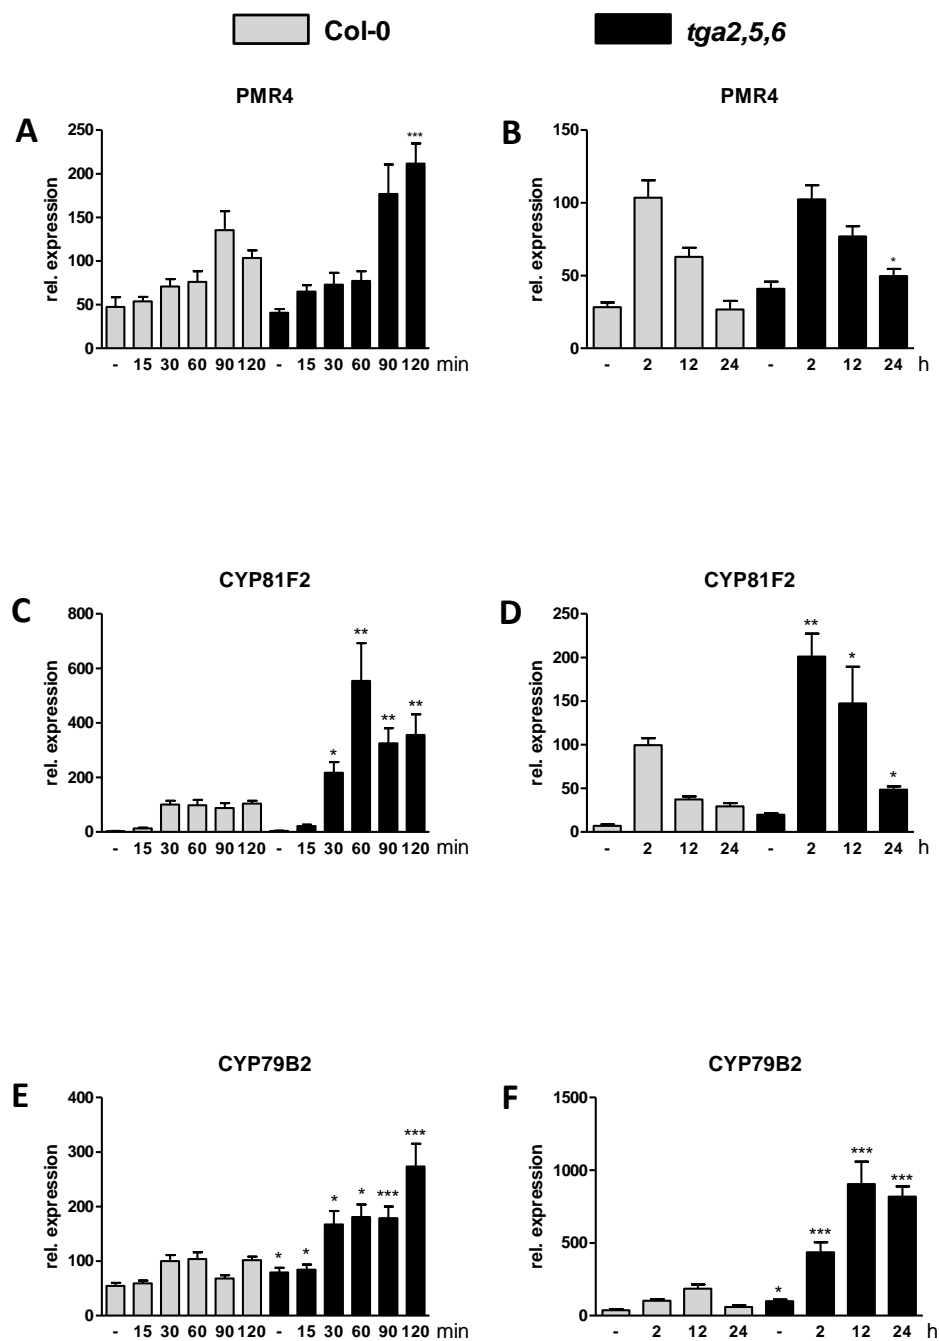 Col-0
tga2,5,6
A
PMR4
rel. expression
250
200
150
100
50
0
***
- 15 30 60 90 120 - 15 30 60 90 120 min
B
PMR4
rel. expression
150
100
50
0
*
- 2 12 24 - 2 12 24 h
C
CYP81F2
rel. expression
800
600
400
200
0
* ** ** **
- 15 30 60 90 120 - 15 30 60 90 120 min
D
CYP81F2
rel. expression
250
200
150
100
50
0
** * *
- 2 12 24 - 2 12 24 h
E
CYP79B2
rel. expression
400
300
200
100
0
* * * * *** ***
- 15 30 60 90 120 - 15 30 60 90 120 min
F
CYP79B2
rel. expression
1500
1000
500
0
* *** *** ***
- 2 12 24 - 2 12 24 h